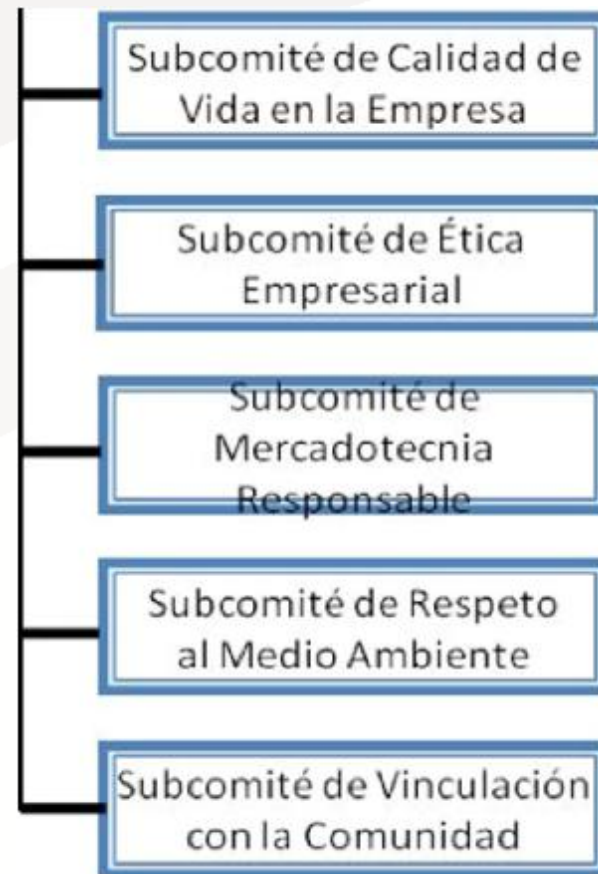 Subcomité de Calidad de
Vida en la Empresa
Subcomité de Ética
Empresarial
Subcomité de
Mercadotecnia
Responsable
Subcomité de Respeto
al Medio Ambiente
Subcomité de Vinculación
con la Comunidad